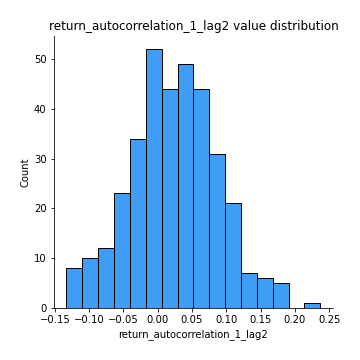 return_autocorrelation_1_lag2 value distribution
50
40
30
20
10
0
Count
−0.15 −0.10 −0.05 0.00 0.05 0.10 0.15 0.20 0.25
return_autocorrelation_1_lag2